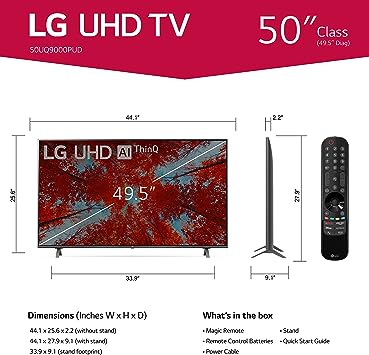 LG UHD TV
50UQ9000PUD
50" Class
(49.5" Diag)
44.1"
2.2"
LG UHD AI ThinQ
49.5"
25.6"
27.9"
33.9"
9.1"
LG
Dimensions (Inches W x H x D)
44.1 x 25.6 x 2.2 (without stand)
44.1 x 27.9 x 9.1 (with stand)
33.9 x 9.1 (stand footprint)
What's in the box
• Magic Remote
• Remote Control Batteries
• Power Cable
• Stand
• Quick Start Guide